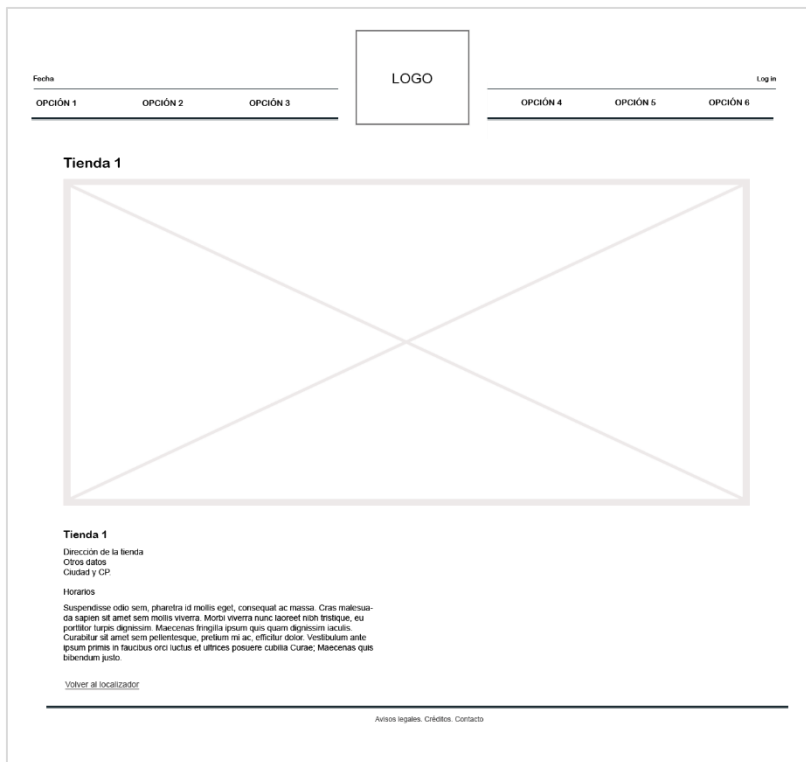 LOGO
Fecha
Log in
OPCIÓN 1
OPCIÓN 2
OPCIÓN 3
OPCIÓN 4
OPCIÓN 5
OPCIÓN 6
Tienda 1
Tienda 1
Dirección de la tienda
Otros datos
Ciudad y CP.
Horarios
Suspendisse odio sem, pharetra id mollis eget, consequat ac massa. Cras malesua-
da sapien sit amet sem mollis viverra. Morbi viverra nunc laoreet nibh tristique, eu
porttitor turpis dignissim. Maecenas fringilla ipsum quis quam dignissim iaculis.
Curabitur sit amet sem pellentesque, pretium mi ac, efficitur dolor. Vestibulum ante
ipsum primis in faucibus orci luctus et ultrices posuere cubilia Curae; Maecenas quis
bibendum justo.
Volver al localizador
Avisos legales. Créditos. Contacto